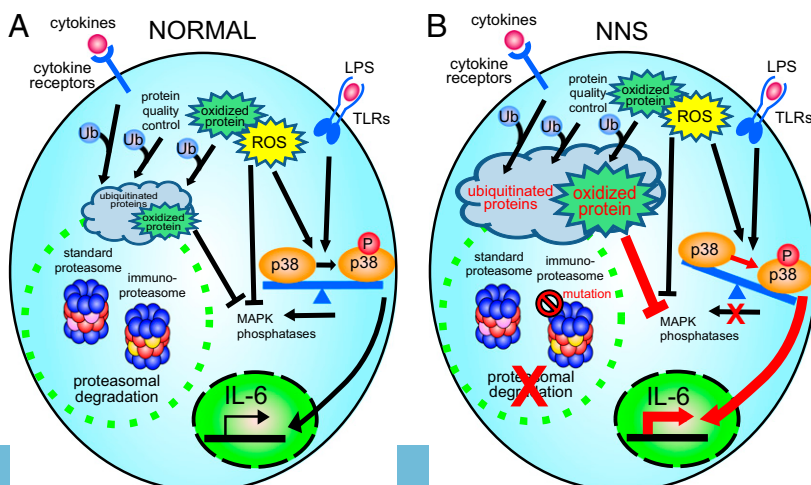 A
NORMAL
cytokines
cytokine
receptors
protein
quality
control
oxidized
protein
ROS
LPS
TLRs
Ub
Ub
Ub
ubiquitinated
proteins
oxidized
protein
standard
proteasome
immuno-
proteasome
proteasomal
degradation
p38
P
p38
MAPK
phosphatases
IL-6
B
NNS
cytokines
cytokine
receptors
protein
quality
control
oxidized
protein
ROS
LPS
TLRs
Ub
Ub
Ub
ubiquitinated
proteins
oxidized
protein
standard
proteasome
immuno-
proteasome
mutation
proteasomal
degradation
X
p38
P
p38
X
MAPK
phosphatases
IL-6